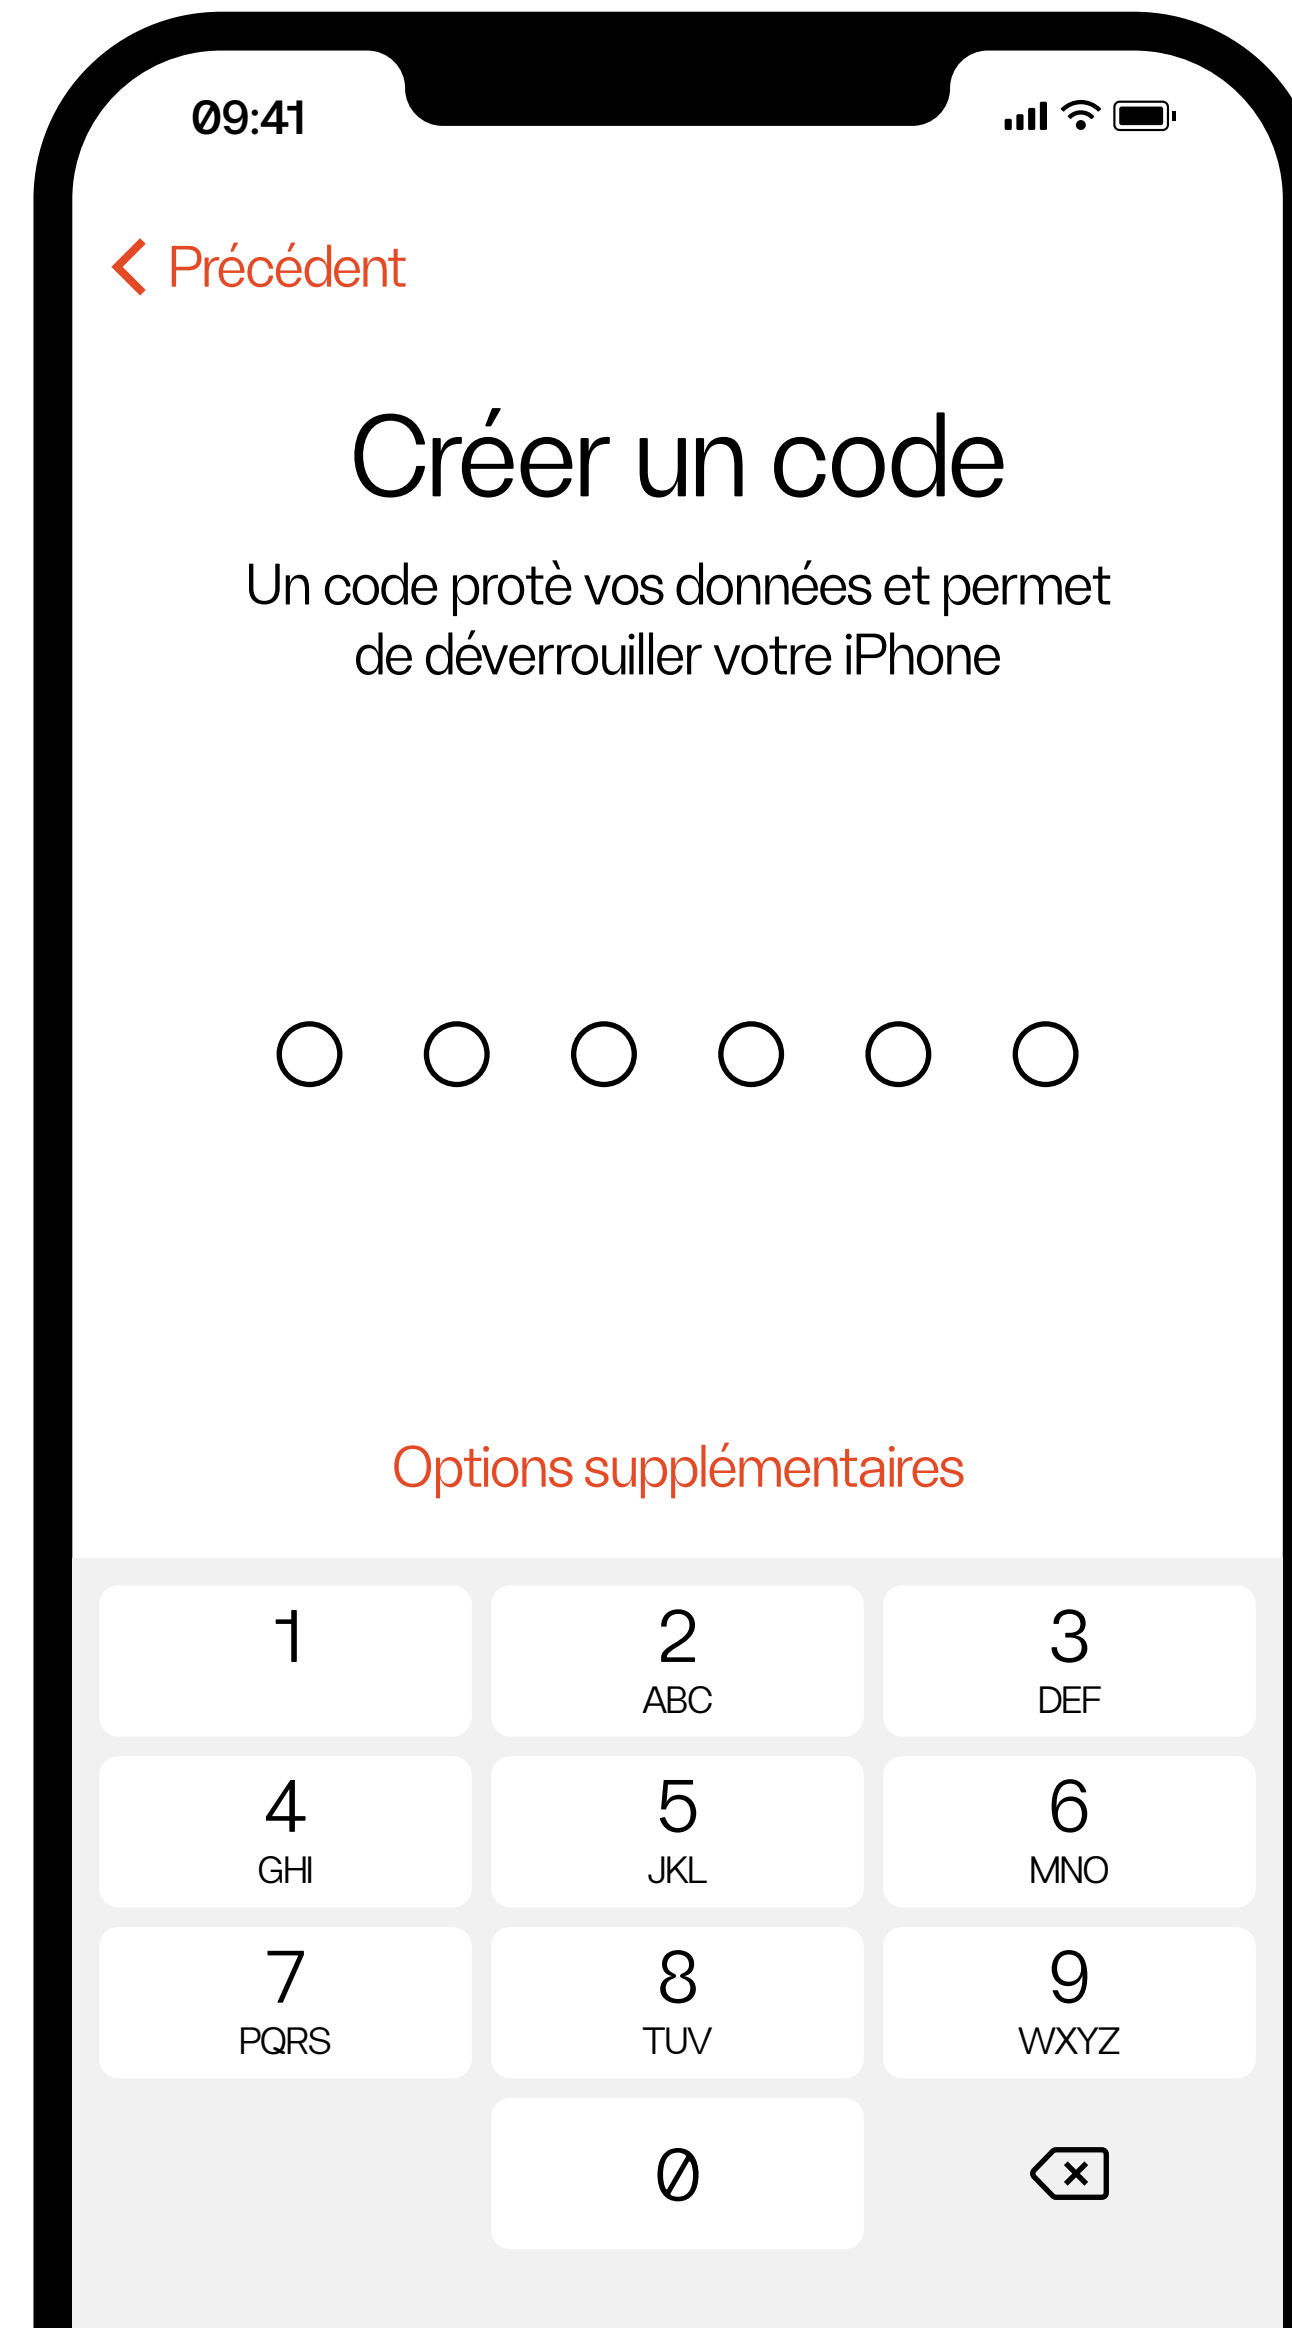 09:41
Précédent
Créer un code
Un code protè vos données et permet
de déverrouiller votre iPhone
Options supplémentaires
1
2
3
ABC
DEF
4
5
6
GHI
JKL
MNO
7
8
9
PQRS
TUV
WXYZ
0